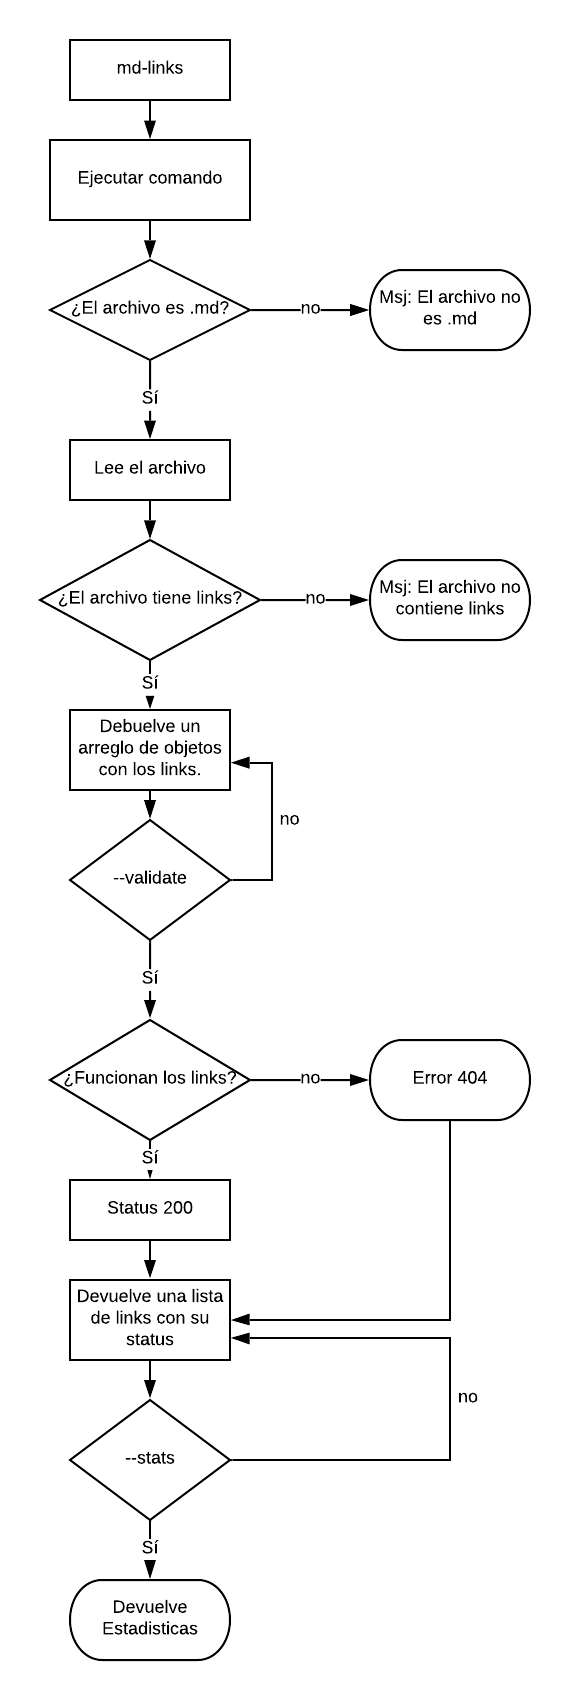 md-links
Ejecutar comando
¿El archivo es .md?
no
Msj: El archivo no
es .md
Sí
Lee el archivo
¿El archivo tiene links?
no
Msj: El archivo no
contiene links
Sí
Debuelve un
arreglo de objetos
con los links.
no
--validate
Sí
¿Funcionan los links?
no
Error 404
Sí
Status 200
Devuelve una lista
de links con su
status
no
--stats
Sí
Devuelve
Estadisticas